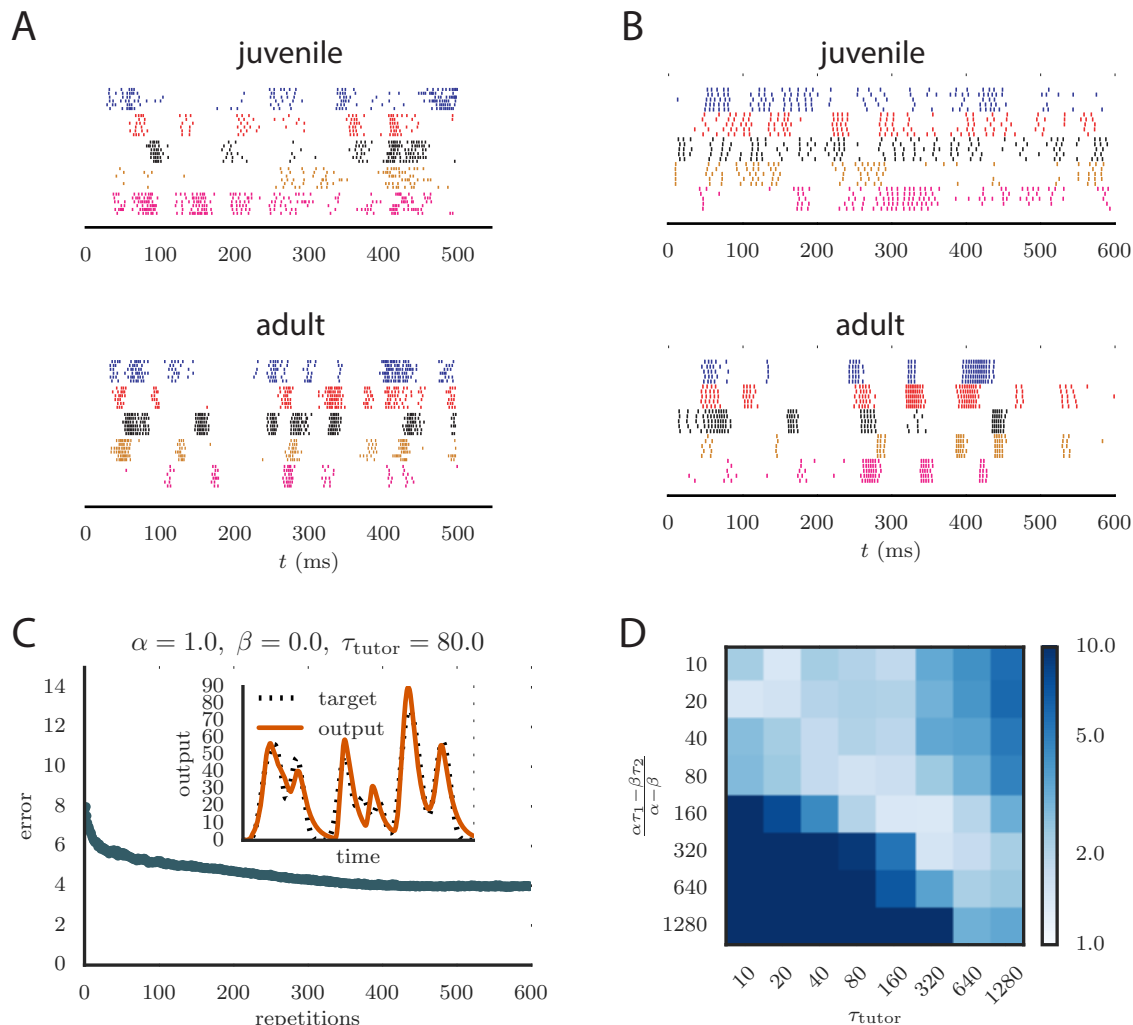 A
juvenile
0 100 200 300 400 500
adult
0 100 200 300 400 500
t (ms)
B
juvenile
0 100 200 300 400 500 600
adult
0 100 200 300 400 500 600
t (ms)
C
α = 1.0, β = 0.0, τtutor = 80.0
14
12
10
8
6
4
2
0
error
0 100 200 300 400 500 600
repetitions
90
80
70
60
50
40
30
20
10
0
output
target
output
time
D
10
20
40
80
160
320
640
1280
ατ1−βτ2
α−β
10 20 40 80 160 320 640 1280
τtutor
10.0
5.0
2.0
1.0